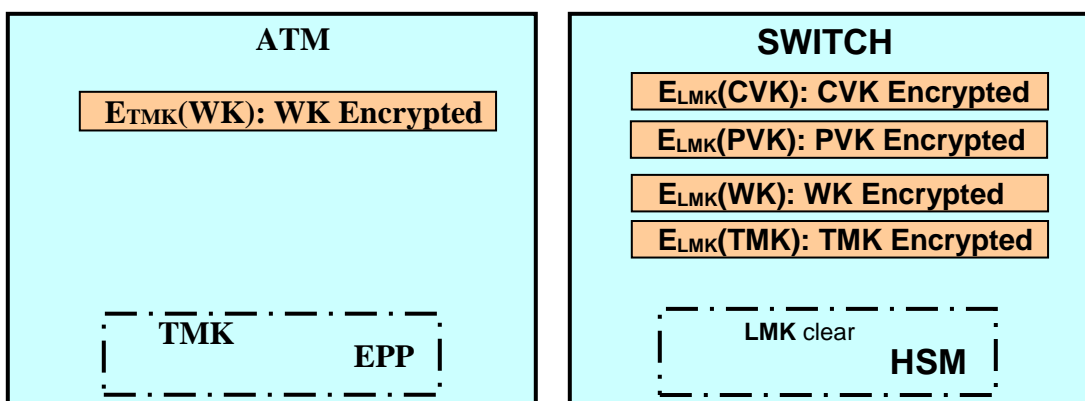 ATM
ETMK(WK): WK Encrypted
TMK
EPP
SWITCH
ELMK(CVK): CVK Encrypted
ELMK(PVK): PVK Encrypted
ELMK(WK): WK Encrypted
ELMK(TMK): TMK Encrypted
LMK clear
HSM